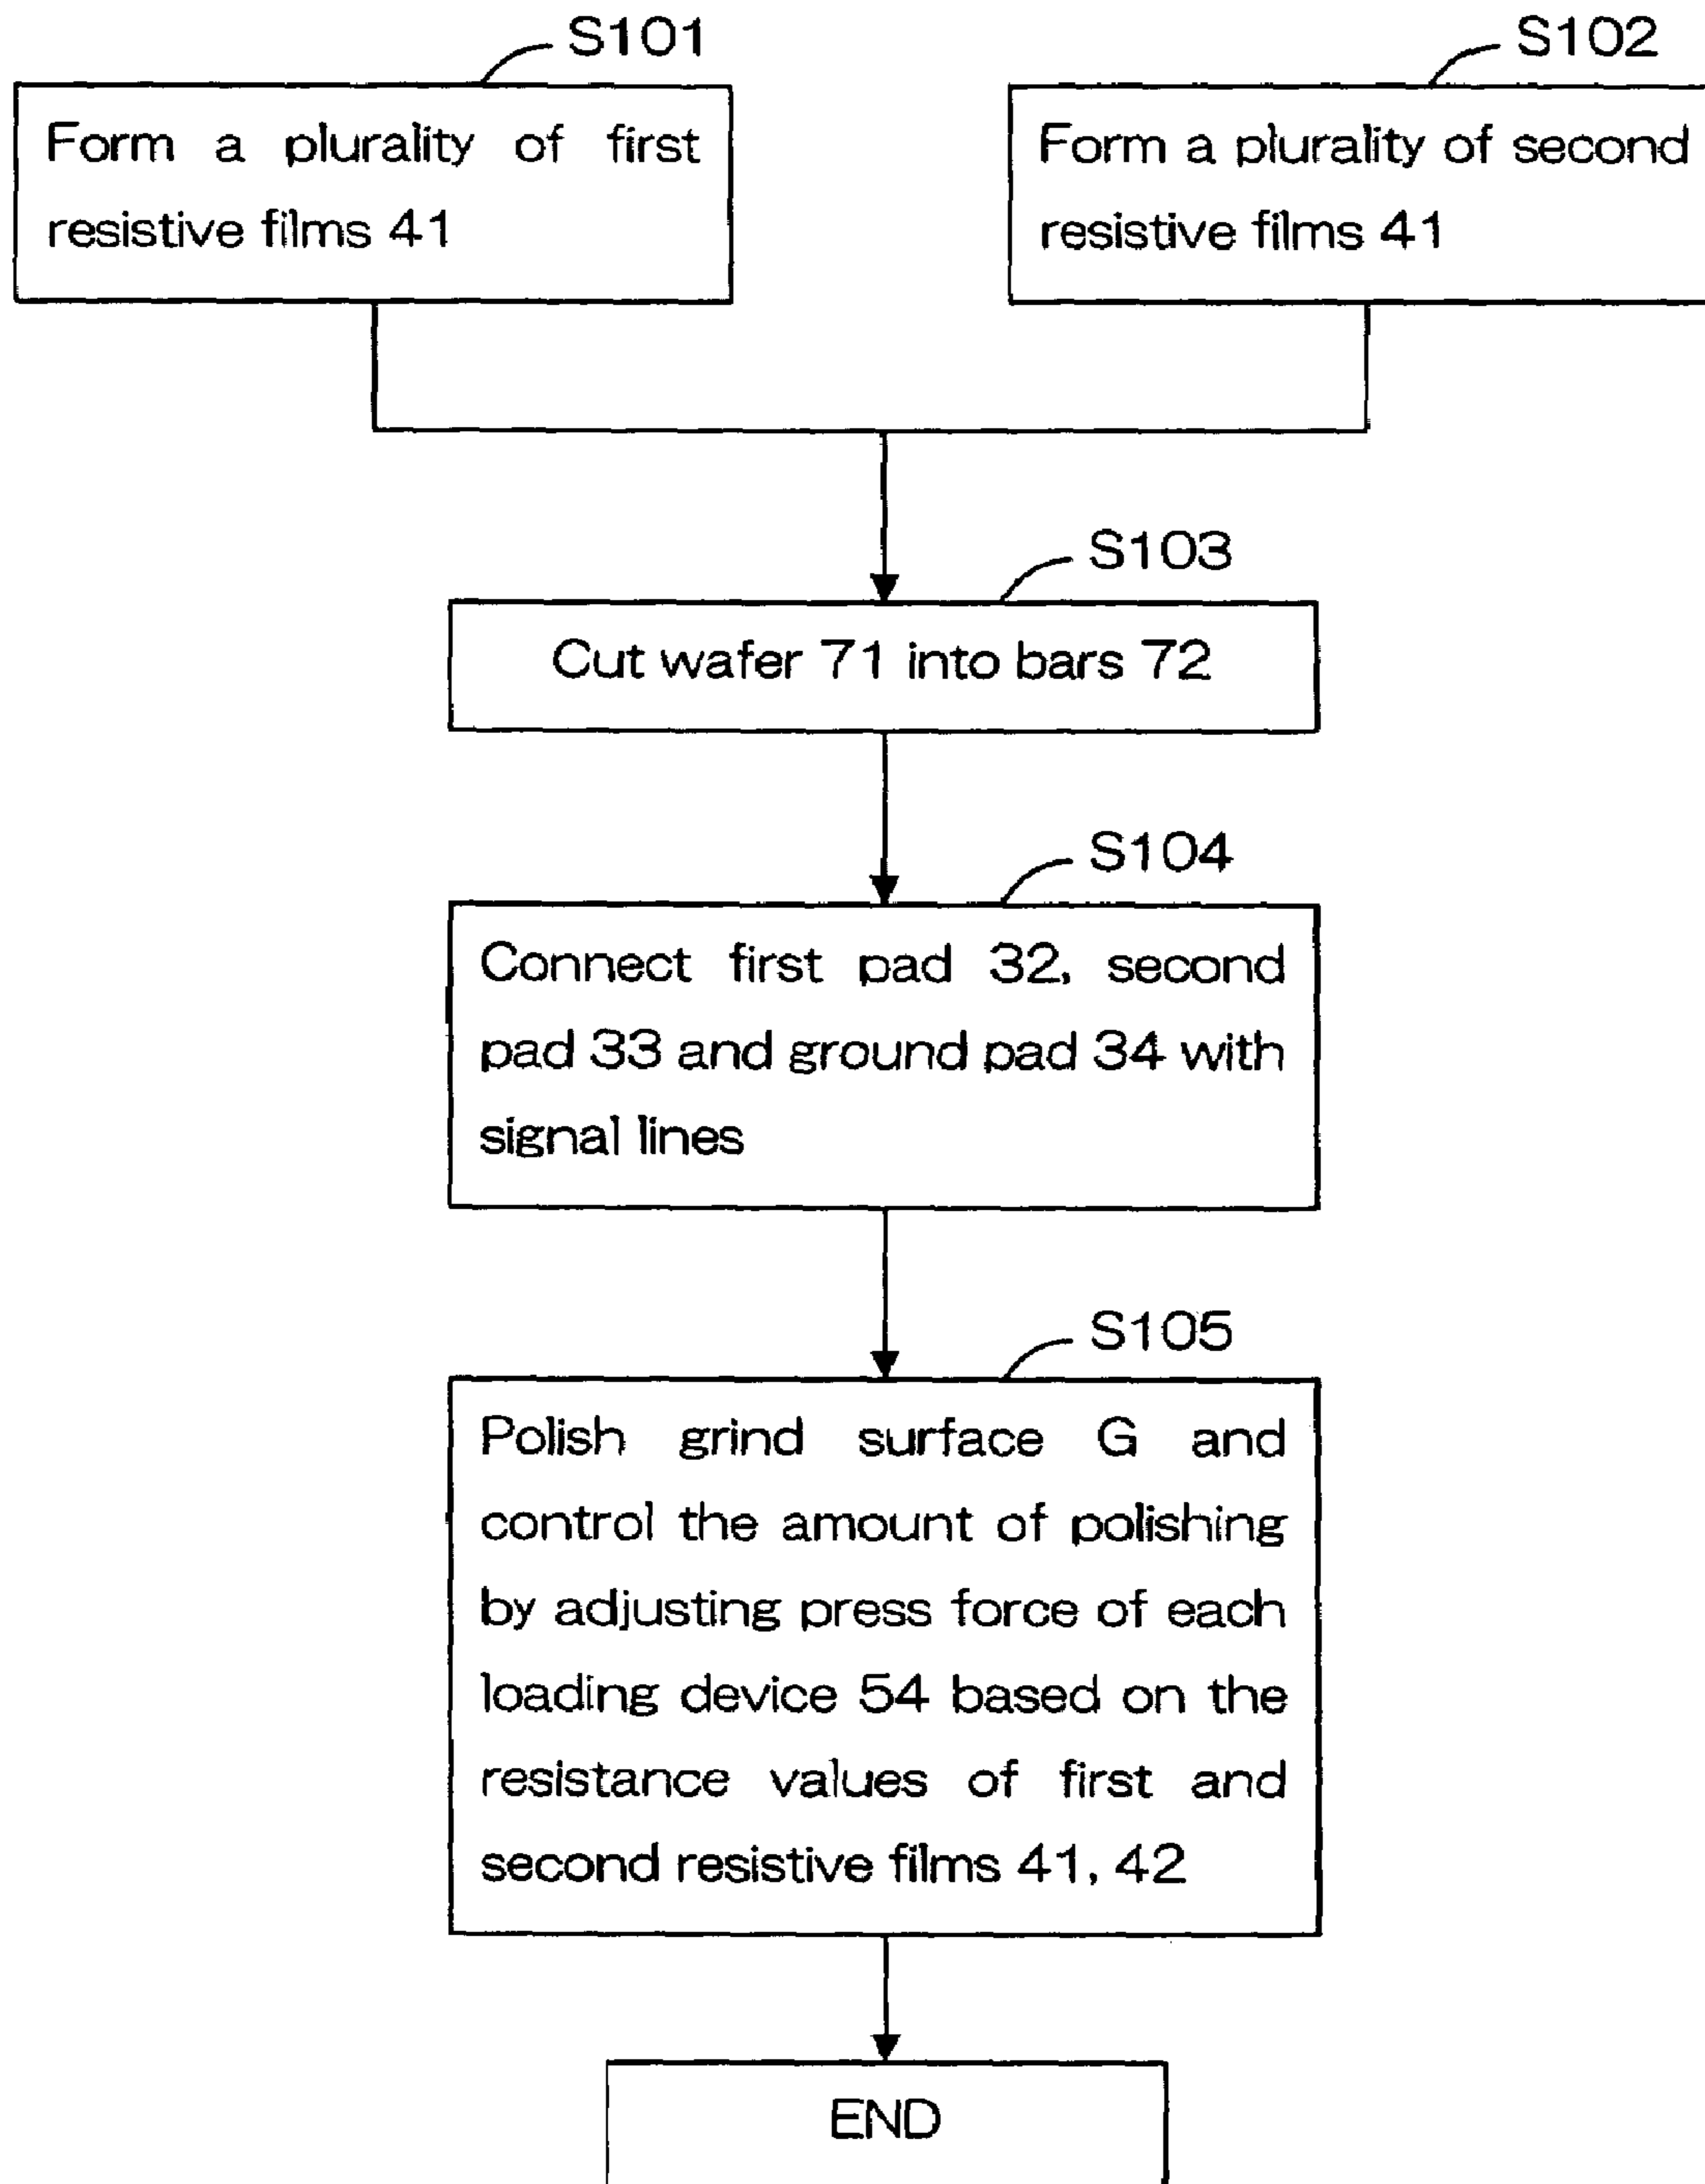 S101
Form a plurality of first
resistive films 41
S102
Form a plurality of second
resistive films 41
S103
Cut wafer 71 into bars 72
S104
Connect first pad 32, second
pad 33 and ground pad 34 with
signal lines
S105
Polish grind surface G and
control the amount of polishing
by adjusting press force of each
loading device 54 based on the
resistance values of first and
second resistive films 41, 42
END